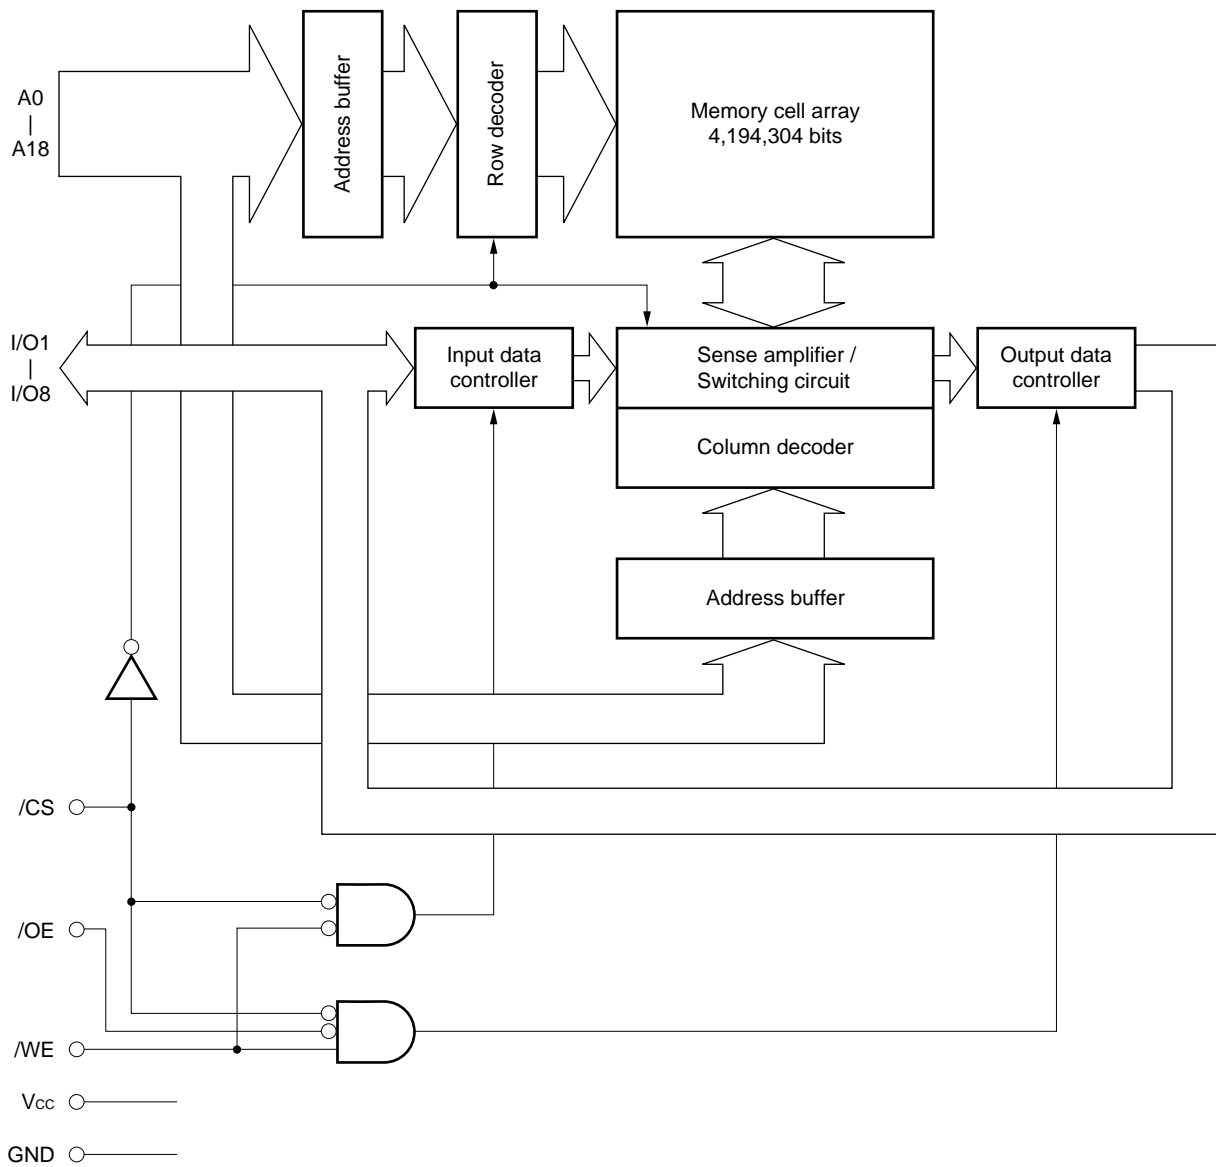 A0
|
A18
Address buffer
Row decoder
Memory cell array
4,194,304 bits
I/O1
|
I/O8
Input data
controller
Sense amplifier /
Switching circuit
Output data
controller
Column decoder
Address buffer
/CS
/OE
/WE
VCC
GND